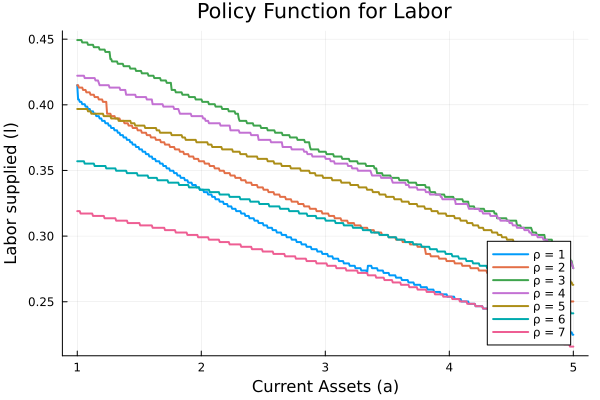 Policy Function for Labor
Labor supplied (l)
0.45
0.40
0.35
0.30
0.25
ρ = 1
ρ = 2
ρ = 3
ρ = 4
ρ = 5
ρ = 6
ρ = 7
1 2 3 4 5
Current Assets (a)